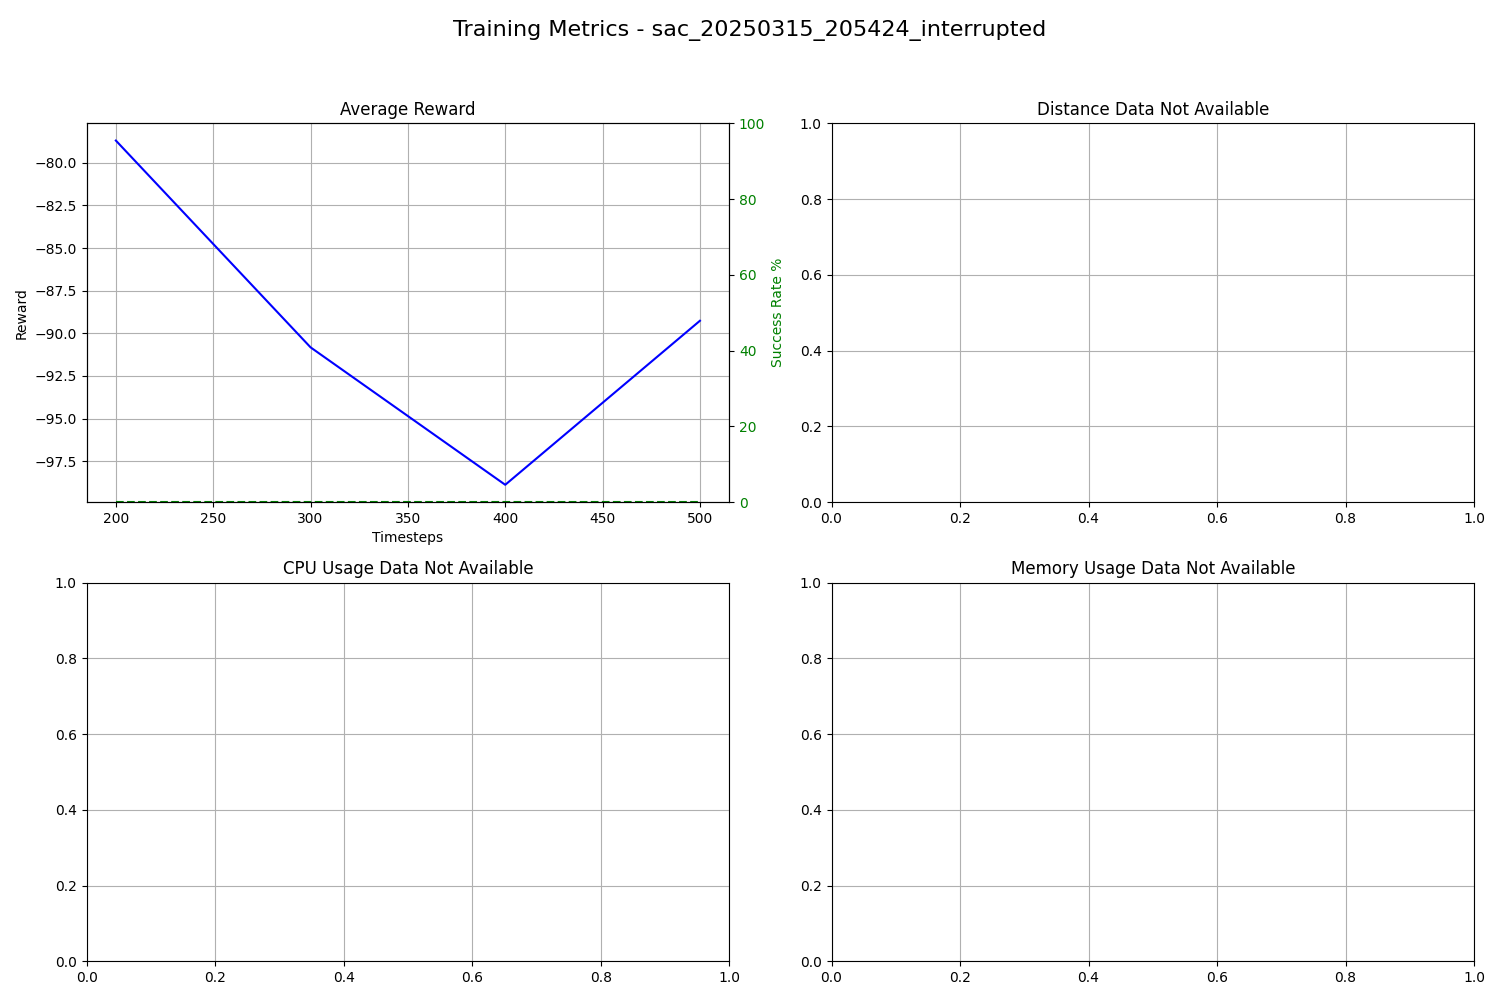 Training Metrics - sac_20250315_205424_interrupted
Average Reward
−80.0
−82.5
−85.0
−87.5
−90.0
−92.5
−95.0
−97.5
Reward
100
80
60
40
20
0
Success Rate %
200 250 300 350 400 450 500
Timesteps
Distance Data Not Available
1.0
0.8
0.6
0.4
0.2
0.0
0.0 0.2 0.4 0.6 0.8 1.0
CPU Usage Data Not Available
1.0
0.8
0.6
0.4
0.2
0.0
0.0 0.2 0.4 0.6 0.8 1.0
Memory Usage Data Not Available
1.0
0.8
0.6
0.4
0.2
0.0
0.0 0.2 0.4 0.6 0.8 1.0